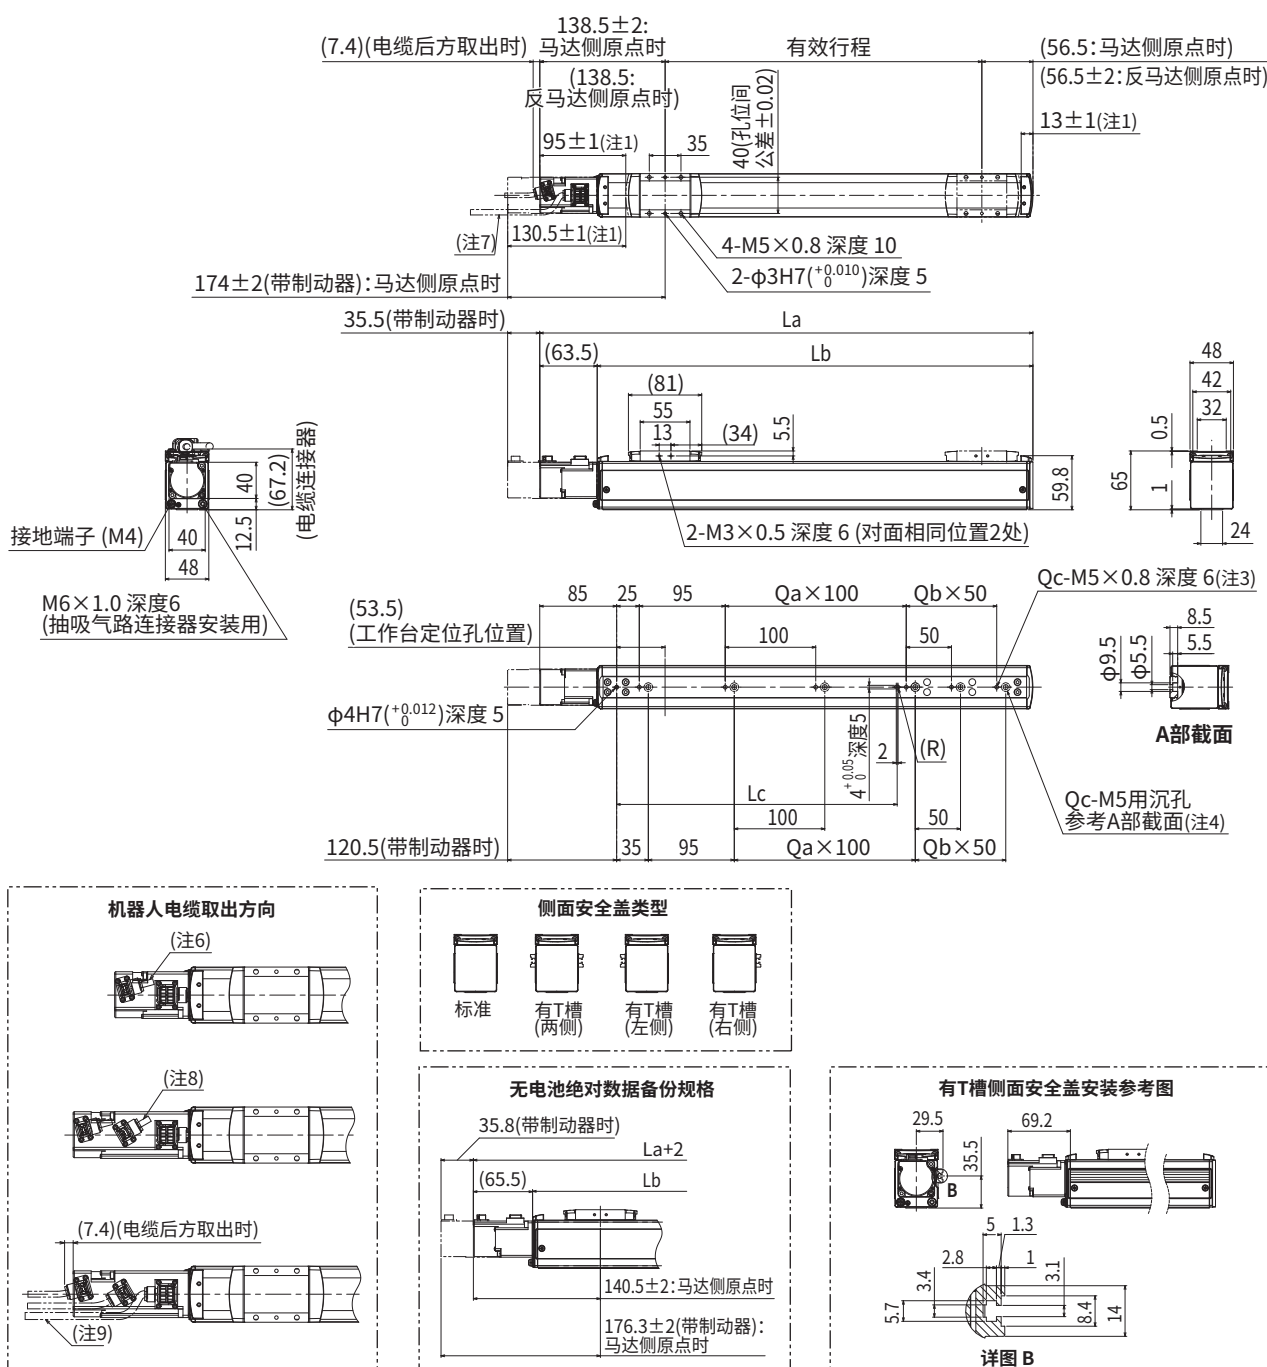 138.5±2:
(7.4)(电缆后方取出时)
马达侧原点时
有效行程
(56.5:马达侧原点时)
(138.5:
反马达侧原点时)
(56.5±2:反马达侧原点时)
40(孔位间
公差±0.02)
13±1(注1)
95±1(注1)
35
(注7)
130.5±1(注1)
4-M5×0.8 深度 10
2-φ3H7(+0.010 0)深度 5
174±2(带制动器):马达侧原点时
35.5(带制动器时)
La
(63.5)
Lb
(81)
55
13
(34)
5.5
59.8
2-M3×0.5 深度 6 (对面相同位置2处)
48
42
32
0.5
65
1
24
40
(67.2)
(电缆连接器)
12.5
接地端子 (M4)
40
48
M6×1.0 深度6
(抽吸气路连接器安装用)
85
25
95
Qa×100
Qb×50
Qc-M5×0.8 深度 6(注3)
(53.5)
(工作台定位孔位置)
100
50
φ4H7(+0.012 0)深度 5
4+0.05 0深度5
2
(R)
Lc
100
50
120.5(带制动器时)
35
95
Qa×100
Qb×50
8.5
5.5
φ9.5
φ5.5
A部截面
Qc-M5用沉孔
参考A部截面(注4)
机器人电缆取出方向
(注6)
(注8)
(7.4)(电缆后方取出时)
(注9)
侧面安全盖类型
标准
有T槽
(两侧)
有T槽
(左侧)
有T槽
(右侧)
无电池绝对数据备份规格
35.8(带制动器时)
La+2
(65.5)
Lb
140.5±2:马达侧原点时
176.3±2(带制动器):
马达侧原点时
有T槽侧面安全盖安装参考图
29.5
69.2
35.5
B
5
1.3
2.8
1
3.1
3.4
5.7
8.4
14
详图 B